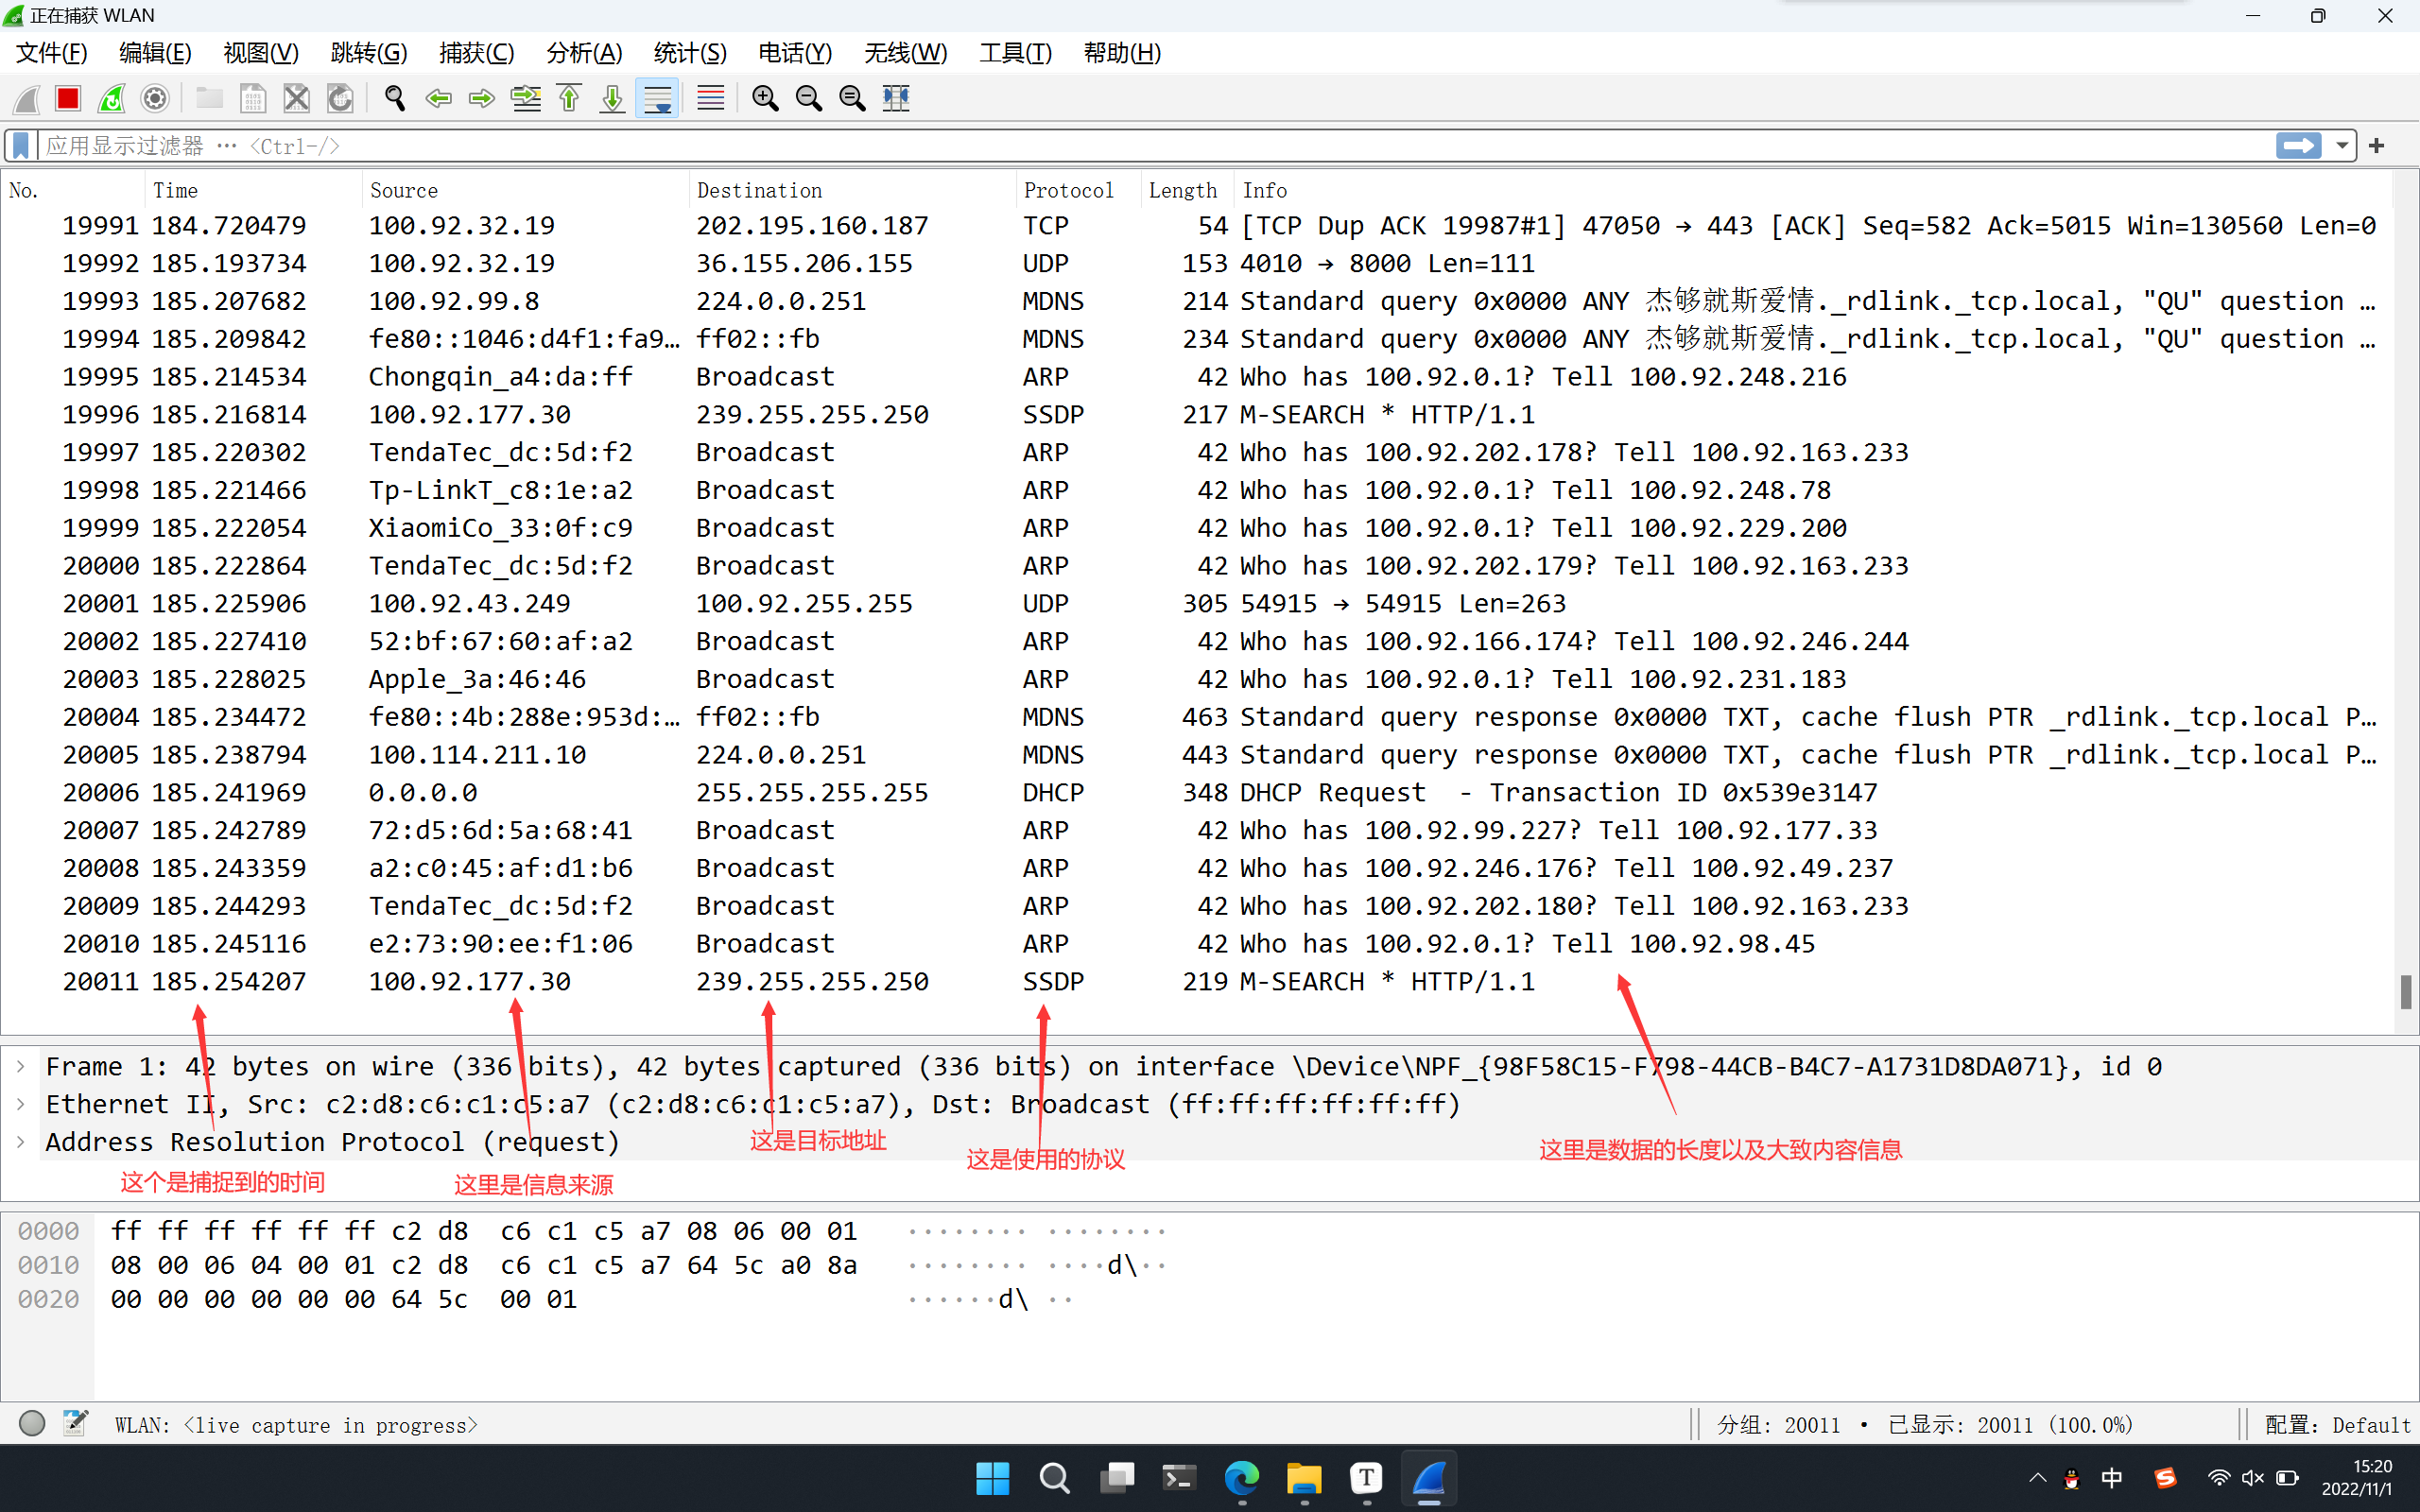 正在捕获 WLAN
文件(F) 编辑(E) 视图(V) 跳转(G) 捕获(C) 分析(A) 统计(S) 电话(Y) 无线(W) 工具(T) 帮助(H)
应用显示过滤器 … <Ctrl-/>
No. Time Source Destination Protocol Length Info
19991 184.720479 100.92.32.19 202.195.160.187 TCP 54 [TCP Dup ACK 19987#1] 47050 → 443 [ACK] Seq=582 Ack=5015 Win=130560 Len=0
19992 185.193734 100.92.32.19 36.155.206.155 UDP 153 4010 → 8000 Len=111
19993 185.207682 100.92.99.8 224.0.0.251 MDNS 214 Standard query 0x0000 ANY 杰够就斯爱情._rdlink._tcp.local, "QU" question …
19994 185.209842 fe80::1046:d4f1:fa9… ff02::fb MDNS 234 Standard query 0x0000 ANY 杰够就斯爱情._rdlink._tcp.local, "QU" question …
19995 185.214534 Chongqin_a4:da:ff Broadcast ARP 42 Who has 100.92.0.1? Tell 100.92.248.216
19996 185.216814 100.92.177.30 239.255.255.250 SSDP 217 M-SEARCH * HTTP/1.1
19997 185.220302 TendaTec_dc:5d:f2 Broadcast ARP 42 Who has 100.92.202.178? Tell 100.92.163.233
19998 185.221466 Tp-LinkT_c8:1e:a2 Broadcast ARP 42 Who has 100.92.0.1? Tell 100.92.248.78
19999 185.222054 XiaomiCo_33:0f:c9 Broadcast ARP 42 Who has 100.92.0.1? Tell 100.92.229.200
20000 185.222864 TendaTec_dc:5d:f2 Broadcast ARP 42 Who has 100.92.202.179? Tell 100.92.163.233
20001 185.225906 100.92.43.249 100.92.255.255 UDP 305 54915 → 54915 Len=263
20002 185.227410 52:bf:67:60:af:a2 Broadcast ARP 42 Who has 100.92.166.174? Tell 100.92.246.244
20003 185.228025 Apple_3a:46:46 Broadcast ARP 42 Who has 100.92.0.1? Tell 100.92.231.183
20004 185.234472 fe80::4b:288e:953d:… ff02::fb MDNS 463 Standard query response 0x0000 TXT, cache flush PTR _rdlink._tcp.local P…
20005 185.238794 100.114.211.10 224.0.0.251 MDNS 443 Standard query response 0x0000 TXT, cache flush PTR _rdlink._tcp.local P…
20006 185.241969 0.0.0.0 255.255.255.255 DHCP 348 DHCP Request  - Transaction ID 0x539e3147
20007 185.242789 72:d5:6d:5a:68:41 Broadcast ARP 42 Who has 100.92.99.227? Tell 100.92.177.33
20008 185.243359 a2:c0:45:af:d1:b6 Broadcast ARP 42 Who has 100.92.246.176? Tell 100.92.49.237
20009 185.244293 TendaTec_dc:5d:f2 Broadcast ARP 42 Who has 100.92.202.180? Tell 100.92.163.233
20010 185.245116 e2:73:90:ee:f1:06 Broadcast ARP 42 Who has 100.92.0.1? Tell 100.92.98.45
20011 185.254207 100.92.177.30 239.255.255.250 SSDP 219 M-SEARCH * HTTP/1.1
Frame 1: 42 bytes on wire (336 bits), 42 bytes captured (336 bits) on interface \Device\NPF_{98F58C15-F798-44CB-B4C7-A1731D8DA071}, id 0
Ethernet II, Src: c2:d8:c6:c1:c5:a7 (c2:d8:c6:c1:c5:a7), Dst: Broadcast (ff:ff:ff:ff:ff:ff)
Address Resolution Protocol (request)
这是目标地址
这是使用的协议
这里是数据的长度以及大致内容信息
这个是捕捉到的时间
这里是信息来源
0000 ff ff ff ff ff ff c2 d8 c6 c1 c5 a7 08 06 00 01 ········ ········
0010 08 00 06 04 00 01 c2 d8 c6 c1 c5 a7 64 5c a0 8a ········ ····d\··
0020 00 00 00 00 00 00 64 5c 00 01 ······d\ ··
WLAN: <live capture in progress> 分组: 20011 · 已显示: 20011 (100.0%) 配置: Default
中
15:20
2022/11/1